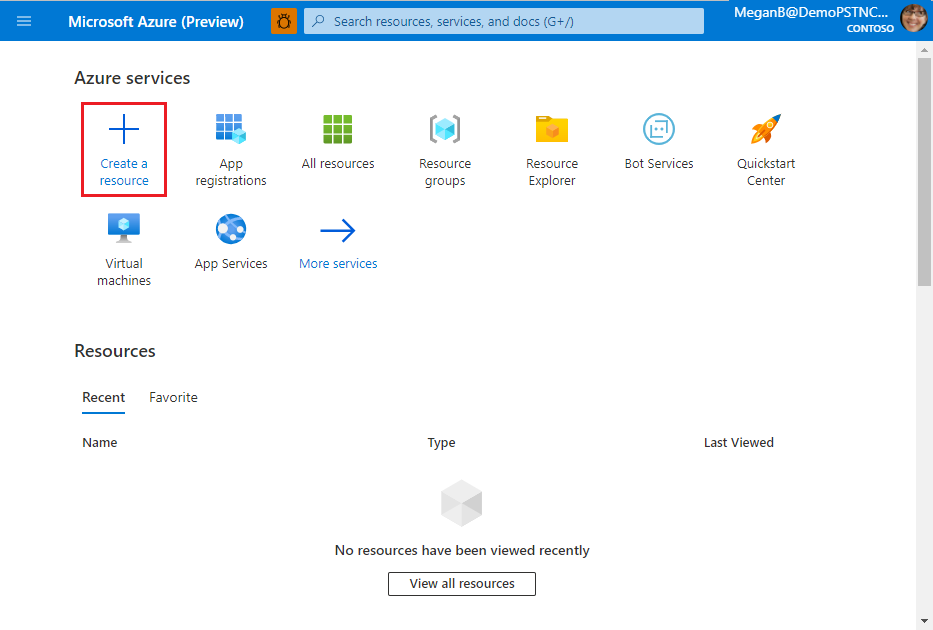 Microsoft Azure (Preview)
Search resources, services, and docs (G+/)
MeganB@DemoPSTNC...
CONTOSO
Azure services
Create a
resource
App
registrations
All resources
Resource
groups
Resource
Explorer
Bot Services
Quickstart
Center
Virtual
machines
App Services
More services
Resources
Recent
Favorite
Name
Type
Last Viewed
No resources have been viewed recently
View all resources